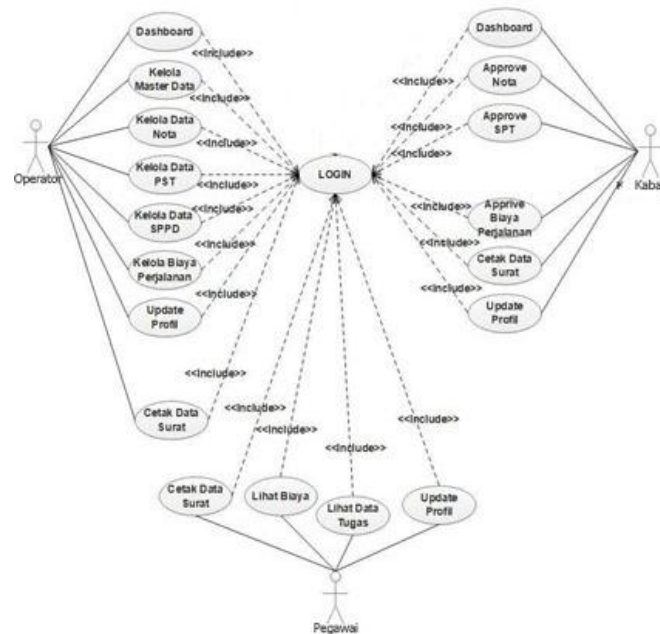 Dashboard
<<Include>>
Kelola
Master Data
<<Include>>
Kelola Data
Nota
<<Include>>
Kelola Data
PST
<<Include>>
Kelola Data
SPPD
<<Include>>
Kelola Biaya
Perjalanan
<<Include>>
Update
Profil
<<Include>>
Cetak Data
Surat
<<Include>>
Operator
LOGIN
Dashboard
<<Include>>
Approve
Nota
<<Include>>
Approve
SPT
<<Include>>
Apprive
Biaya
Perjalanan
<<Include>>
Cetak Data
Surat
<<Include>>
Update
Profil
<<Include>>
Kaba
Cetak Data
Surat
<<Include>>
Lihat Biaya
<<Include>>
Lihat Data
Tugas
<<Include>>
Update
Profil
<<Include>>
Pegawai